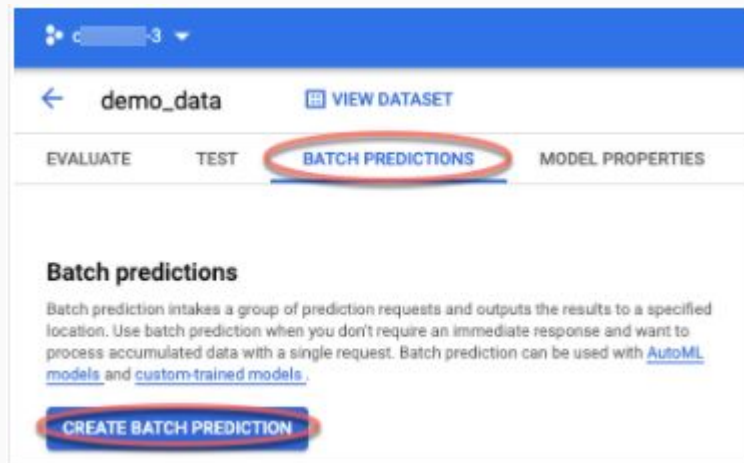 -3
demo_data VIEW DATASET
EVALUATE TEST BATCH PREDICTIONS MODEL PROPERTIES
Batch predictions
Batch prediction intakes a group of prediction requests and outputs the results to a specified
location. Use batch prediction when you don't require an immediate response and want to
process accumulated data with a single request. Batch prediction can be used with AutoML
models and custom-trained models .
CREATE BATCH PREDICTION